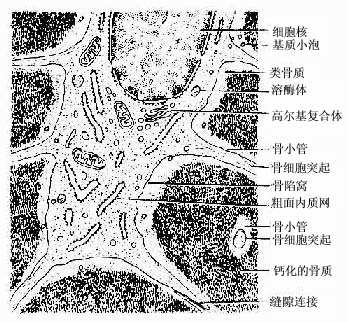 细胞核
基质小泡
类骨质
溶酶体
高尔基复合体
骨小管
骨细胞突起
骨陷窝
粗面内质网
骨小管
骨细胞突起
钙化的骨质
缝隙连接